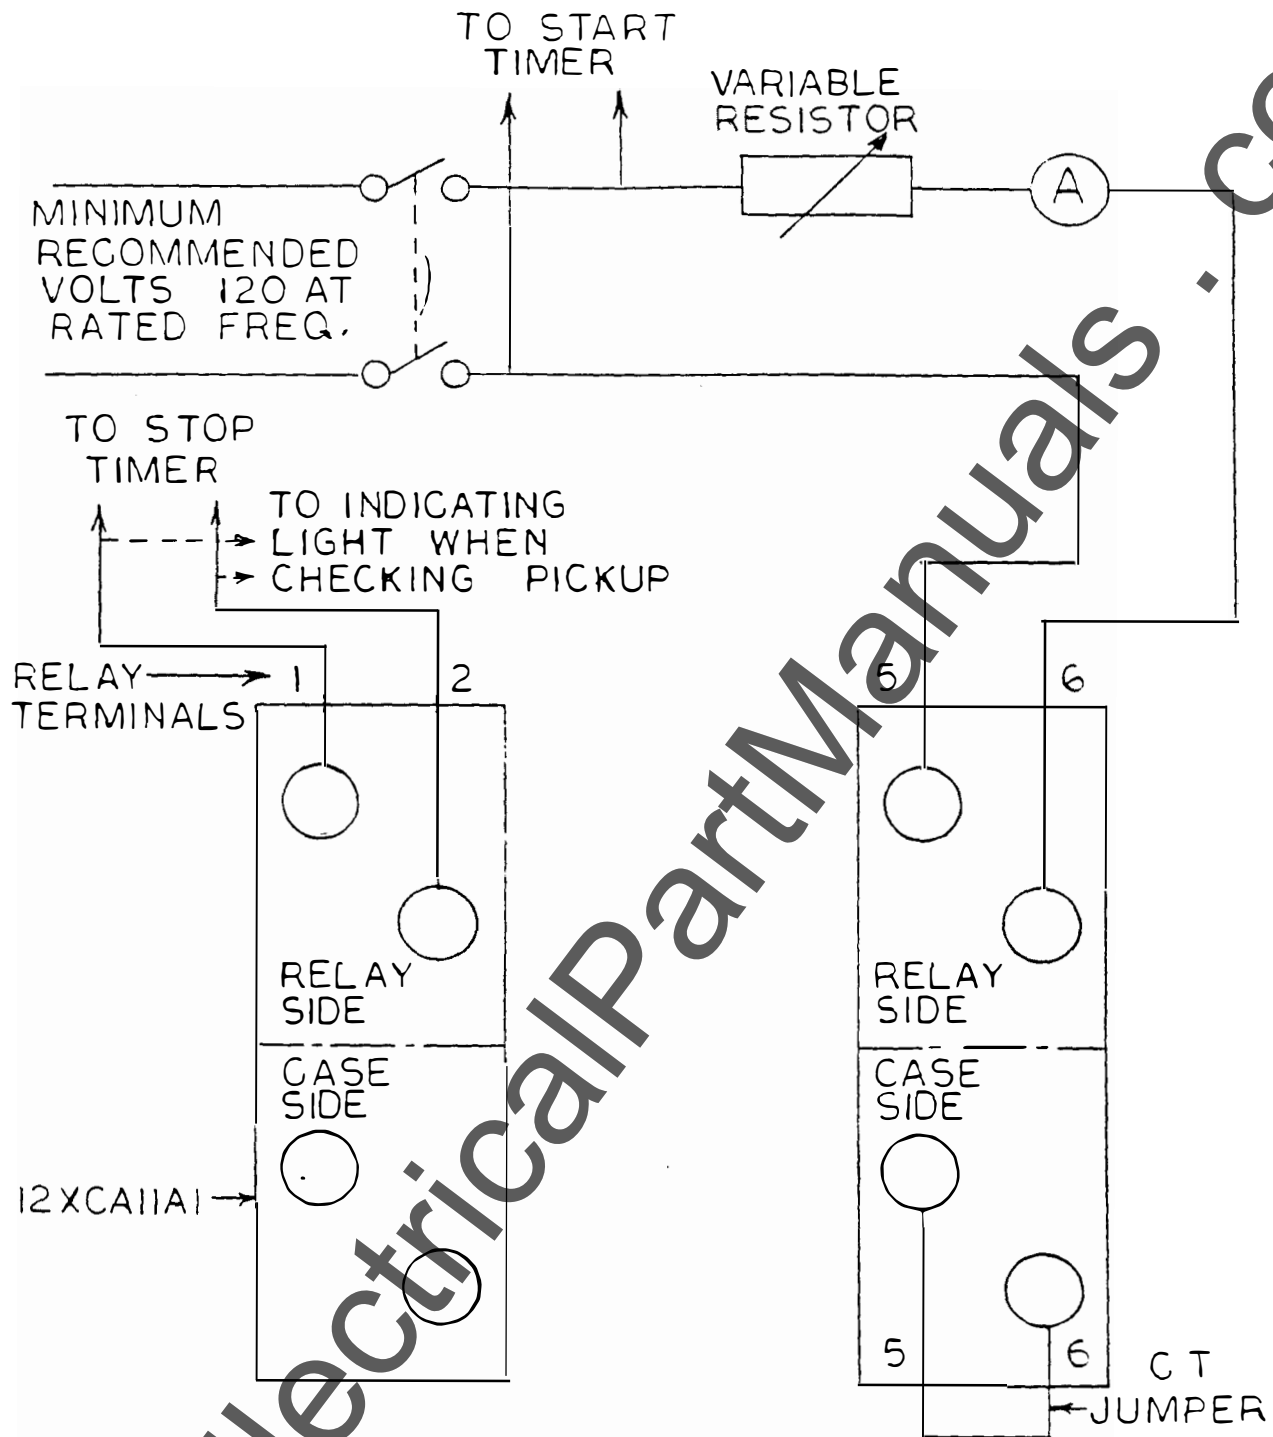 TO START
TIMER
VARIABLE
RESISTOR
A
MINIMUM
RECOMMENDED
VOLTS 120 AT
RATED FREQ.
TO STOP
TIMER
TO INDICATING
LIGHT WHEN
CHECKING PICKUP
RELAY
TERMINALS
1
2
5
6
RELAY
SIDE
CASE
SIDE
RELAY
SIDE
CASE
SIDE
12XCA11A1
5
6
CT
JUMPER
lectricalPartManuals . co